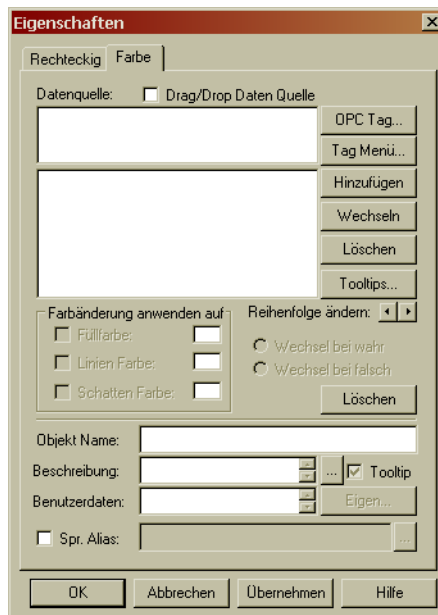 Eigenschaften
Rechteckig Farbe
Datenquelle: Drag/Drop Daten Quelle
OPC Tag...
Tag Menü...
Hinzufügen
Wechseln
Löschen
Tooltips...
Farbänderung anwenden auf Reihenfolge ändern:
Füllfarbe:
Linien Farbe:
Schatten Farbe:
Wechsel bei wahr
Wechsel bei falsch
Löschen
Objekt Name:
Beschreibung: ... Tooltip
Benutzerdaten: Eigen...
Spr. Alias: ...
OK Abbrechen Übernehmen Hilfe